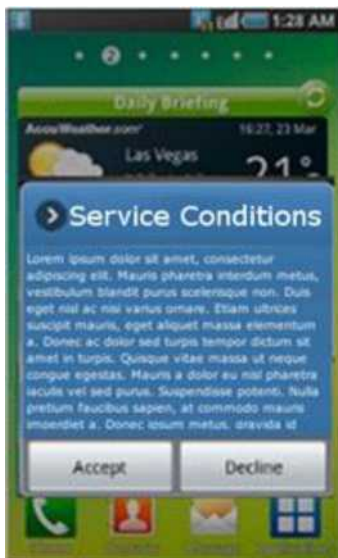 1:28 AM
2
Daily Briefing
AccuWeather.com
16:27, 23 Mar
Las Vegas
21°
Service Conditions
Lorem ipsum dolor sit amet, consectetur
adipiscing elit. Mauris pharetra interdum metus,
vestibulum blandit purus scelerisque non. Duis
eget nisl ac nisi varius ornare. Etiam ultrices
suscipit mauris, eget aliquet massa elementum
a. Donec ac dolor sed turpis tempor dictum sit
amet in turpis. Quisque vitae massa ut neque
congue egestas. Mauris a dolor eu nisl pharetra
iaculis vel sed purus. Suspendisse potenti. Nulla
pretium faucibus sapien, at commodo mauris
imperdiet a. Donec ipsum metus, gravida id
Accept
Decline